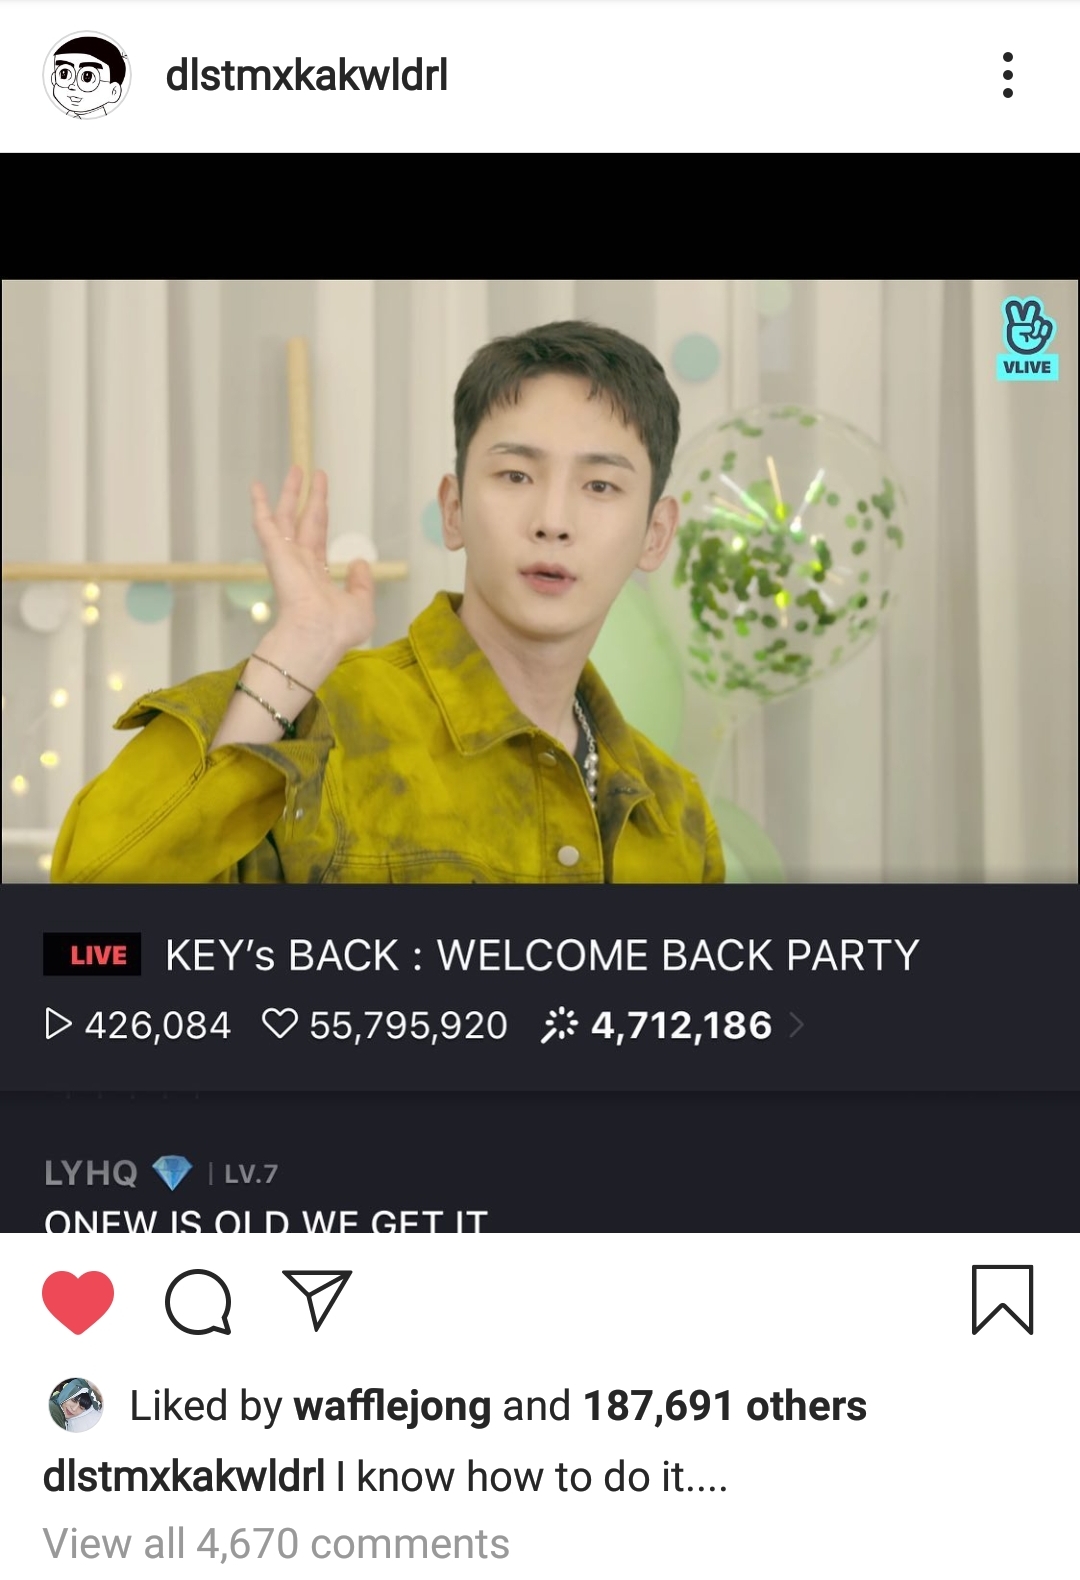 dlstmxkakwldrl
VLIVE
LIVE KEY's BACK : WELCOME BACK PARTY
426,084 55,795,920 4,712,186
LYHQ 💎 | LV.7
ONEW IS OLD WE GET IT
Liked by wafflejong and 187,691 others
dlstmxkakwldrl I know how to do it....
View all 4,670 comments